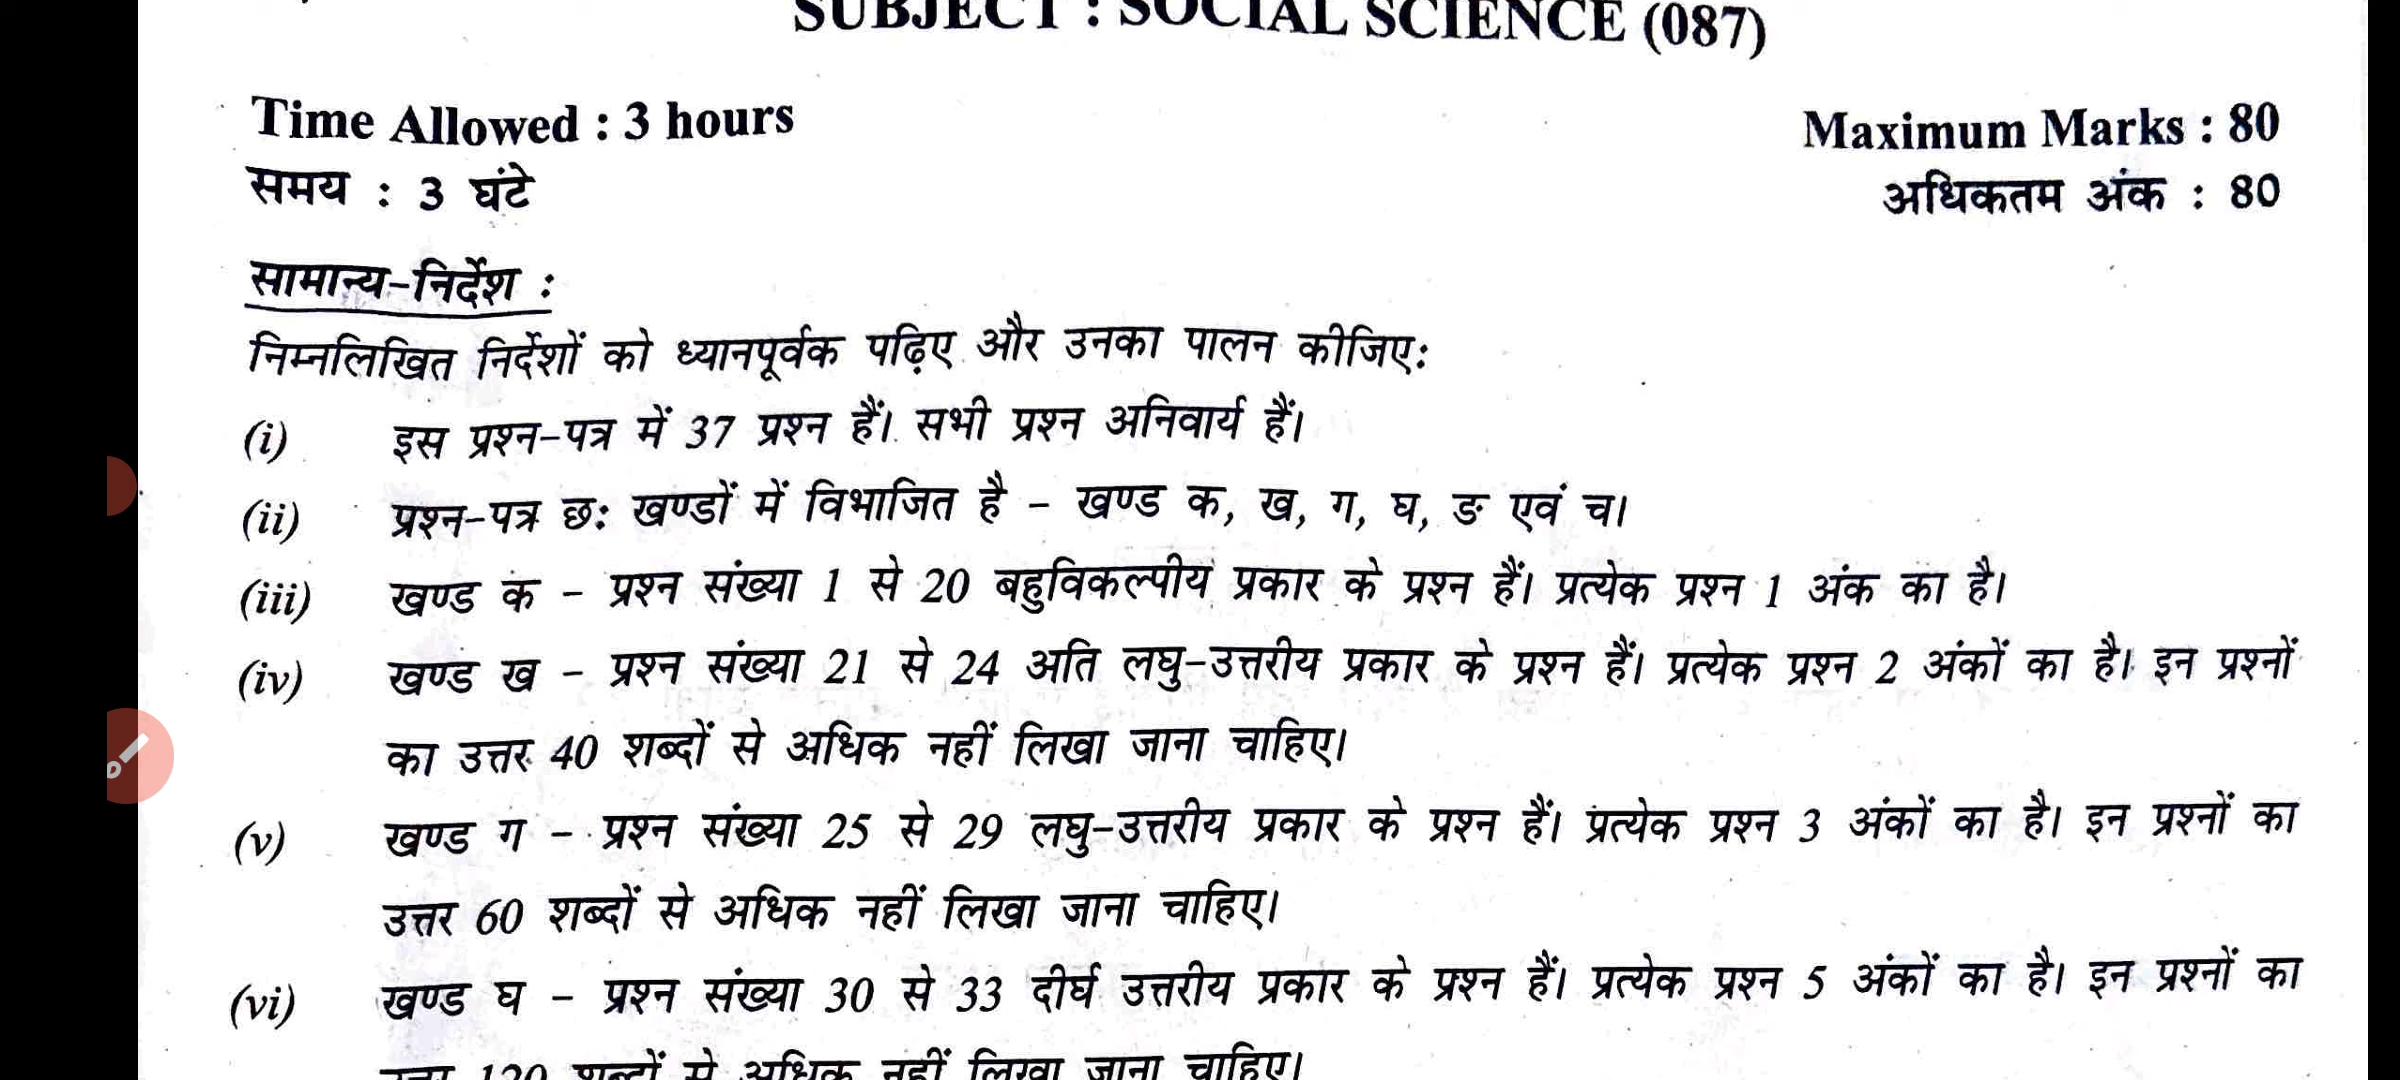 SUBJECT : SOCIAL SCIENCE (087)
Time Allowed : 3 hours
Maximum Marks : 80
समय : 3 घंटे
अधिकतम अंक : 80
सामान्य-निर्देश :
निम्नलिखित निर्देशों को ध्यानपूर्वक पढ़िए और उनका पालन कीजिए:
(i) इस प्रश्न-पत्र में 37 प्रश्न हैं। सभी प्रश्न अनिवार्य हैं।
(ii) प्रश्न-पत्र छः खण्डों में विभाजित है - खण्ड क, ख, ग, घ, ङ एवं च।
(iii) खण्ड क - प्रश्न संख्या 1 से 20 बहुविकल्पीय प्रकार के प्रश्न हैं। प्रत्येक प्रश्न 1 अंक का है।
(iv) खण्ड ख - प्रश्न संख्या 21 से 24 अति लघु-उत्तरीय प्रकार के प्रश्न हैं। प्रत्येक प्रश्न 2 अंकों का है। इन प्रश्नों
का उत्तर 40 शब्दों से अधिक नहीं लिखा जाना चाहिए।
(v) खण्ड ग - प्रश्न संख्या 25 से 29 लघु-उत्तरीय प्रकार के प्रश्न हैं। प्रत्येक प्रश्न 3 अंकों का है। इन प्रश्नों का
उत्तर 60 शब्दों से अधिक नहीं लिखा जाना चाहिए।
(vi) खण्ड घ - प्रश्न संख्या 30 से 33 दीर्घ उत्तरीय प्रकार के प्रश्न हैं। प्रत्येक प्रश्न 5 अंकों का है। इन प्रश्नों का
उत्तर 120 शब्दों से अधिक नहीं लिखा जाना चाहिए।